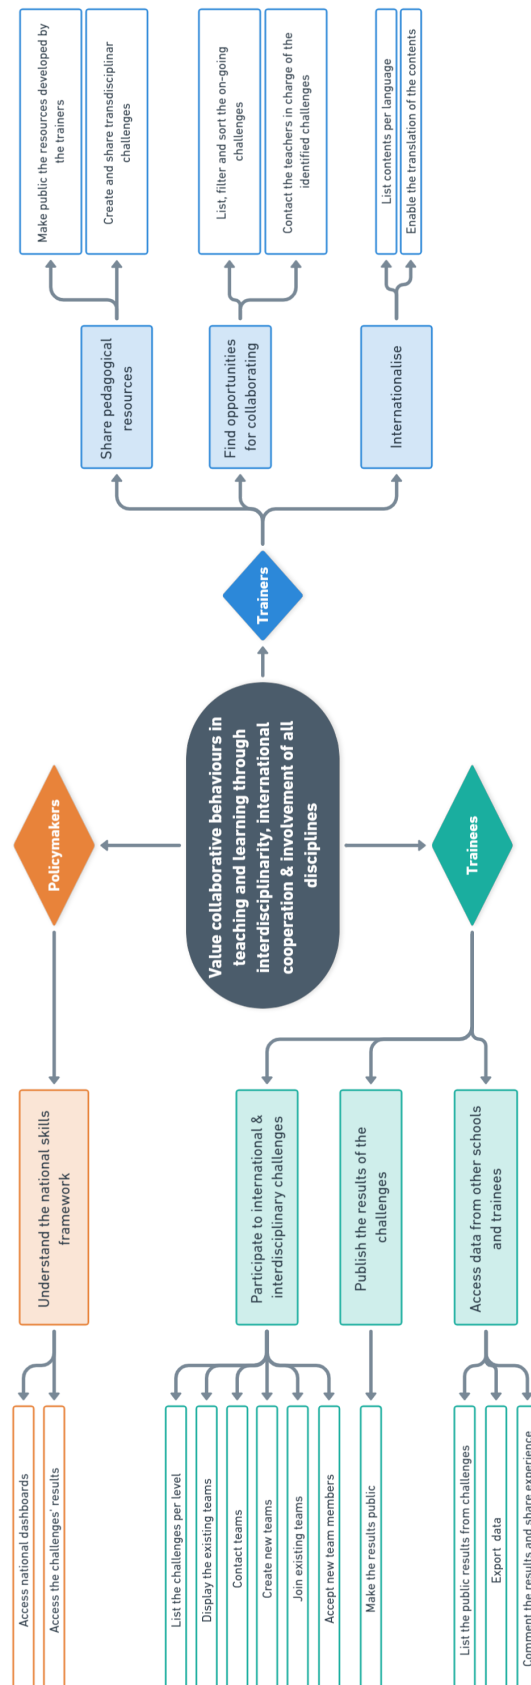 Access national dashboards
Access the challenges' results
Understand the national skills
framework
Policymakers
Value collaborative behaviours in
teaching and learning through
interdisciplinarity, international
cooperation & involvement of all
disciplines
Trainers
Share pedagogical
resources
Make public the resources developed by
the trainers
Create and share transdisciplinar
challenges
Find opportunities
for collaborating
List, filter and sort the on-going
challenges
Contact the teachers in charge of the
identified challenges
Internationalise
List contents per language
Enable the translation of the contents
Trainees
Participate to international &
interdisciplinary challenges
List the challenges per level
Display the existing teams
Contact teams
Create new teams
Join existing teams
Accept new team members
Publish the results of the
challenges
Make the results public
Access data from other schools
and trainees
List the public results from challenges
Export data
Comment the results and share experience